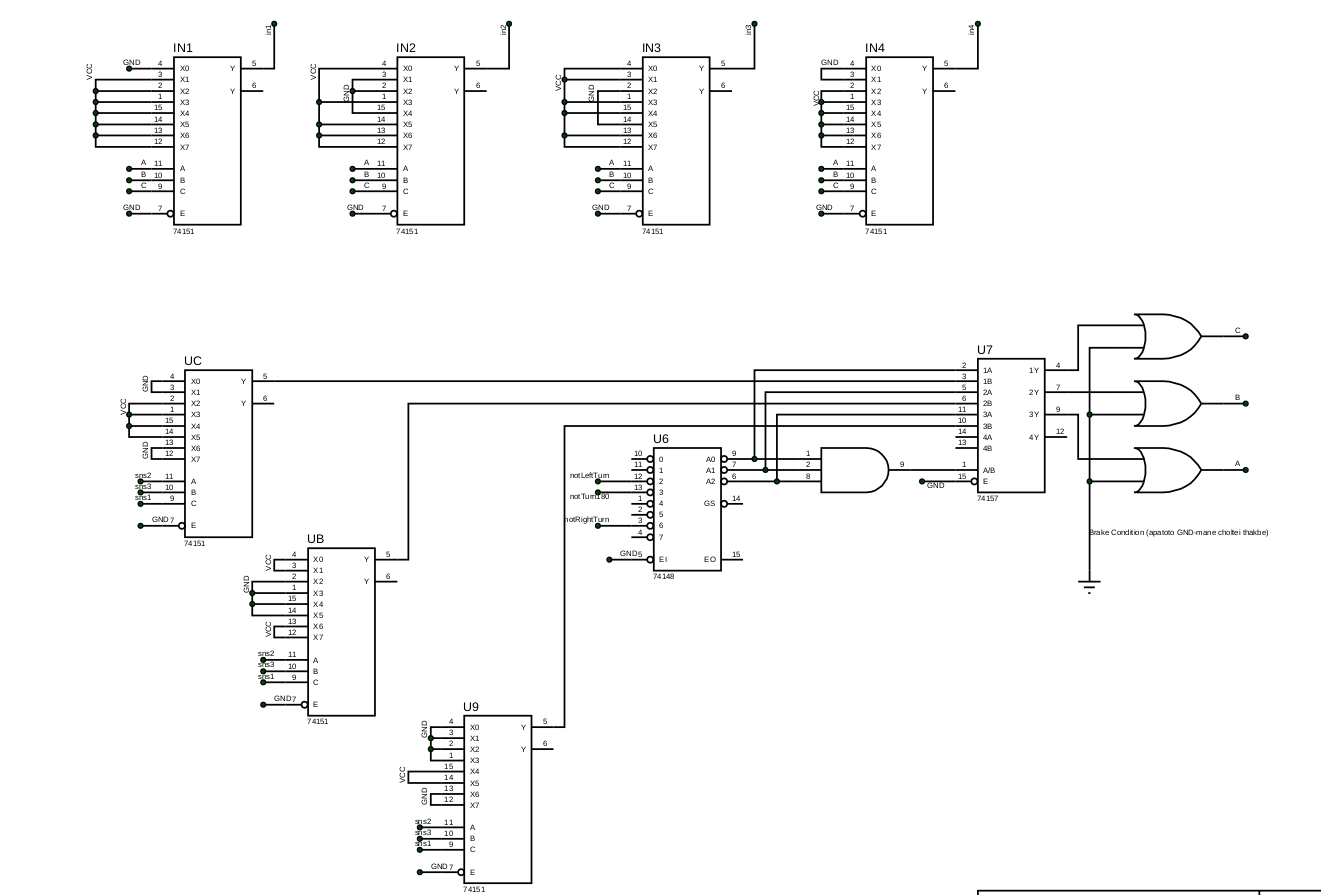 IN1
GND 4 X0 Y 5 in1
VCC 3 X1
2 X2 Y 6
1 X3
15 X4
14 X5
13 X6
12 X7
A 11 A
B 10 B
C 9 C
GND 7 E
74151
IN2
VCC 4 X0 Y 5 in2
3 X1
GND 2 X2 Y 6
1 X3
15 X4
14 X5
13 X6
12 X7
A 11 A
B 10 B
C 9 C
GND 7 E
74151
IN3
VCC 4 X0 Y 5 in3
3 X1
GND 2 X2 Y 6
1 X3
15 X4
14 X5
13 X6
12 X7
A 11 A
B 10 B
C 9 C
GND 7 E
74151
IN4
GND 4 X0 Y 5 in4
3 X1
VCC 2 X2 Y 6
1 X3
15 X4
14 X5
13 X6
12 X7
A 11 A
B 10 B
C 9 C
GND 7 E
74151
UC
GND 4 X0 Y 5
3 X1
VCC 2 X2 Y 6
1 X3
15 X4
14 X5
GND 13 X6
12 X7
sns2 11 A
sns3 10 B
sns1 9 C
GND 7 E
74151
UB
VCC 4 X0 Y 5
3 X1
GND 2 X2 Y 6
1 X3
15 X4
14 X5
VCC 13 X6
12 X7
sns2 11 A
sns3 10 B
sns1 9 C
GND 7 E
74151
U9
GND 4 X0 Y 5
3 X1
2 X2 Y 6
1 X3
VCC 15 X4
14 X5
GND 13 X6
12 X7
sns2 11 A
sns3 10 B
sns1 9 C
GND 7 E
74151
U6
10 0 A0 9
11 1 A1 7
notLeftTurn 12 2 A2 6
notTurn180 13 3
1 4 GS 14
2 5
notRightTurn 3 6
4 7
GND 5 EI EO 15
74148
1
2 9
8
U7
2 1A 1Y 4
3 1B
5 2A 2Y 7
6 2B
11 3A 3Y 9
10 3B
14 4A 4Y 12
13 4B
1 A/B
GND 15 E
74157
C
B
A
Brake Condition (apatoto GND-mane choltei thakbe)